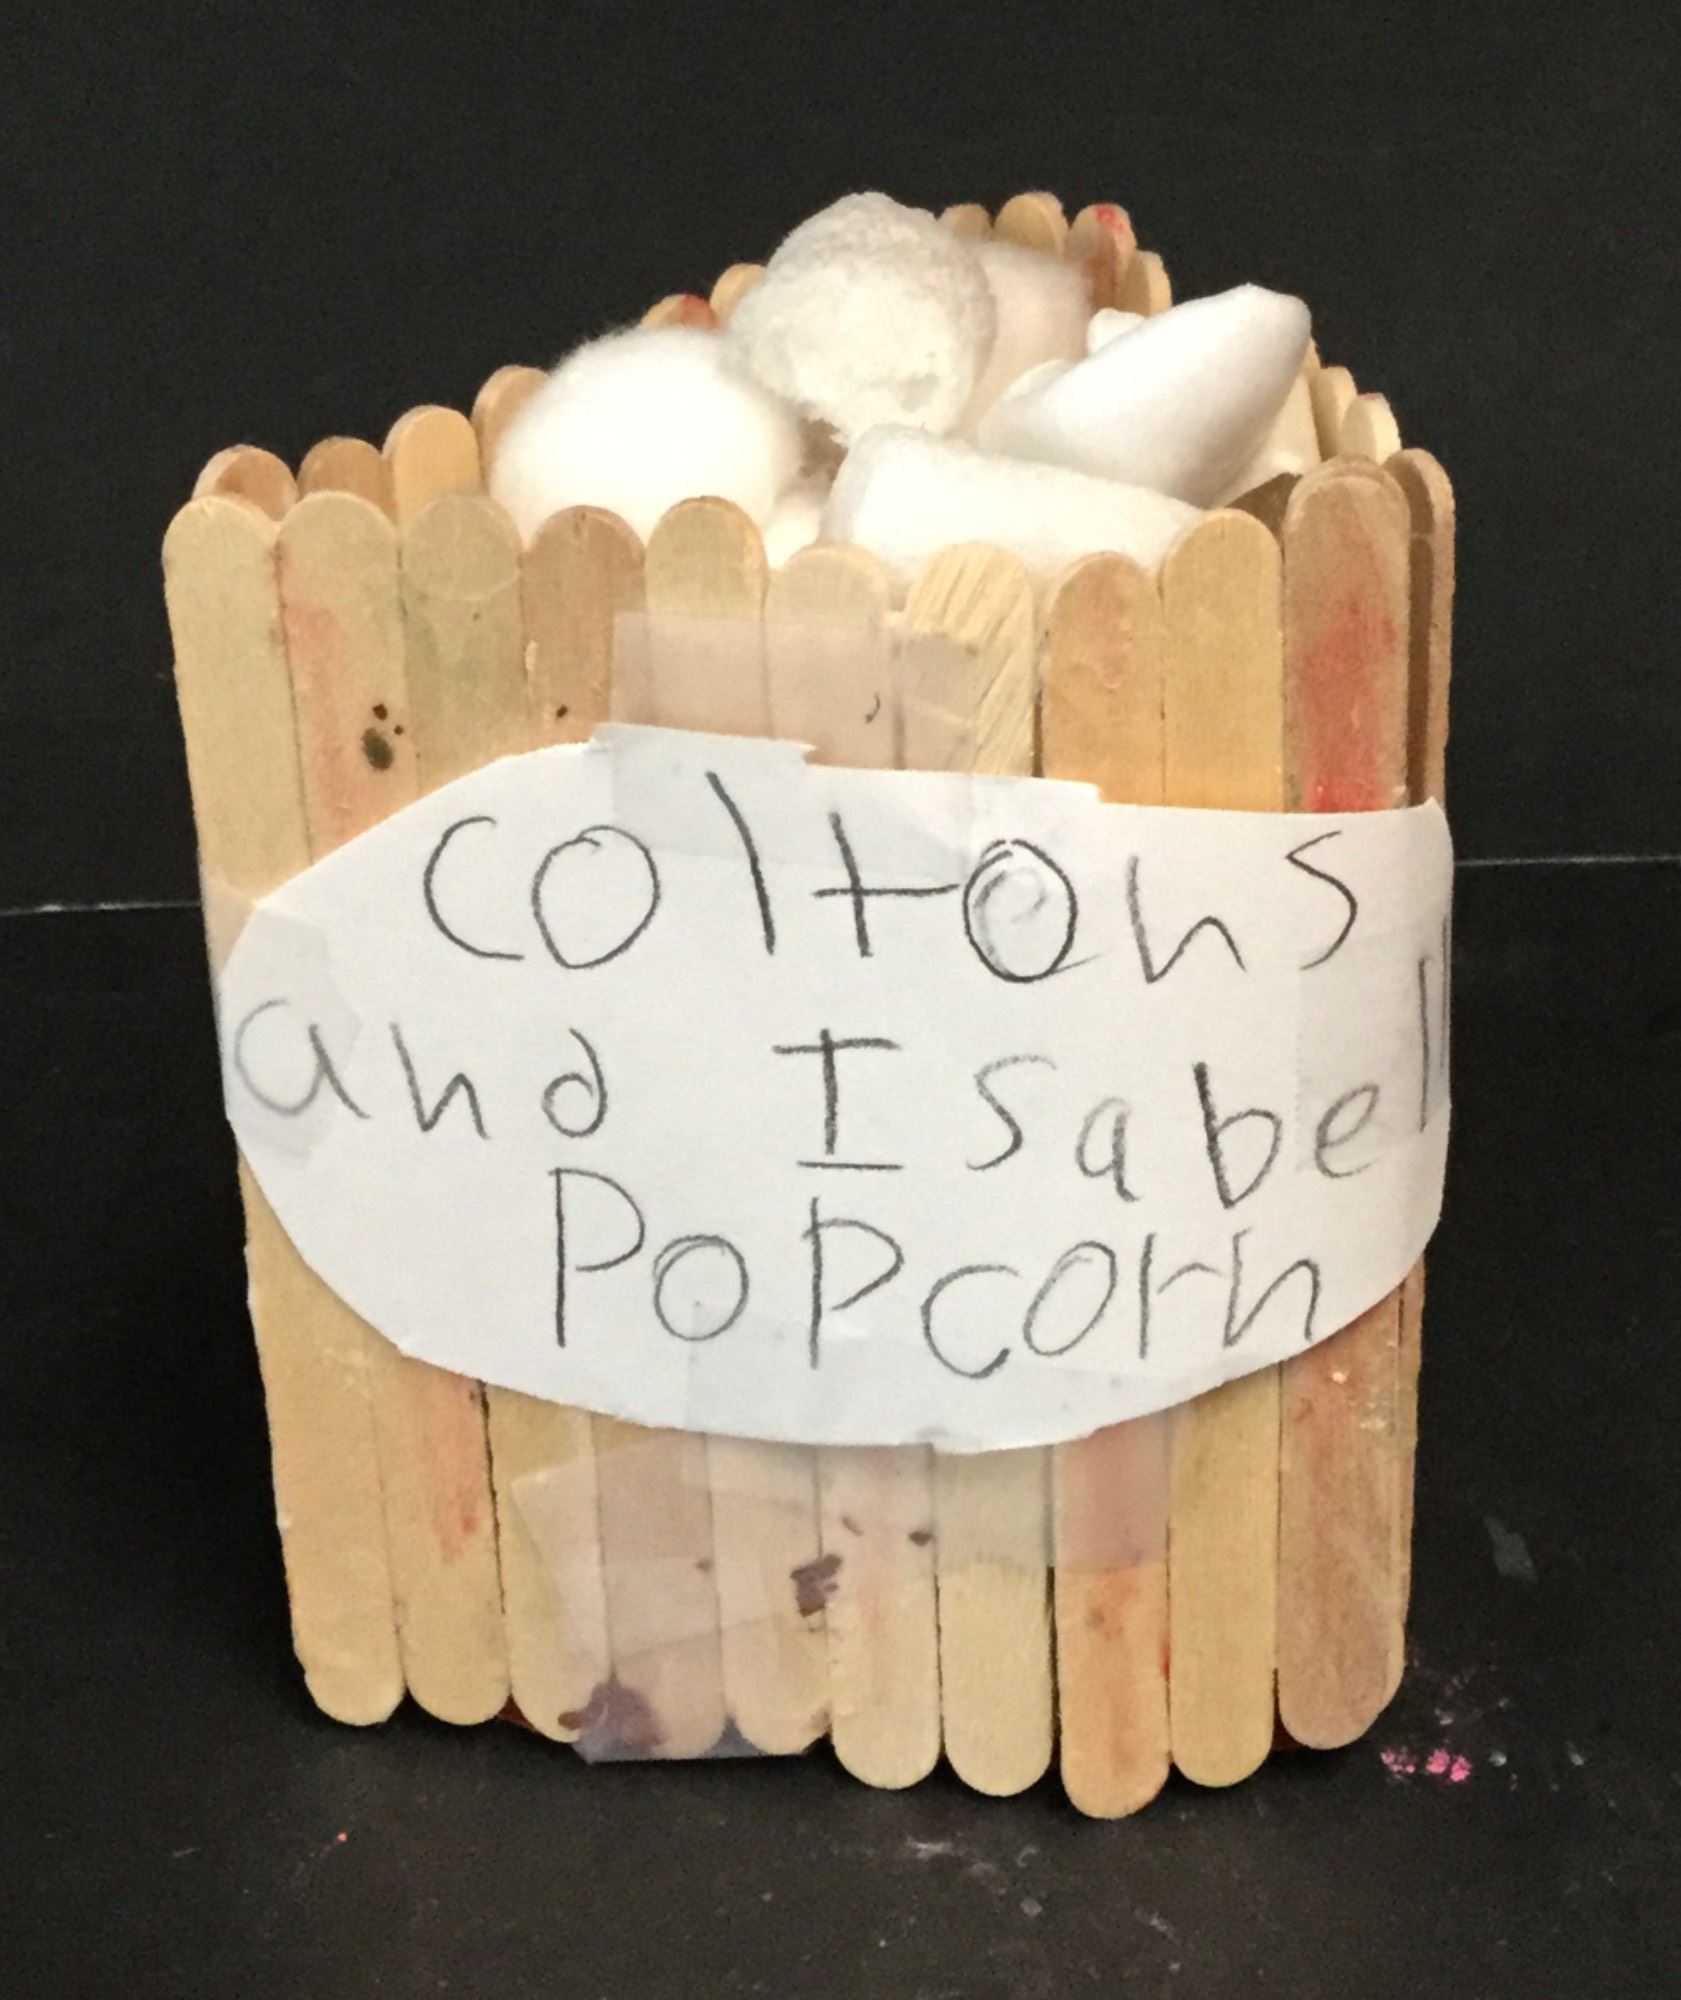 coltons
and Isabell
PoPcorn